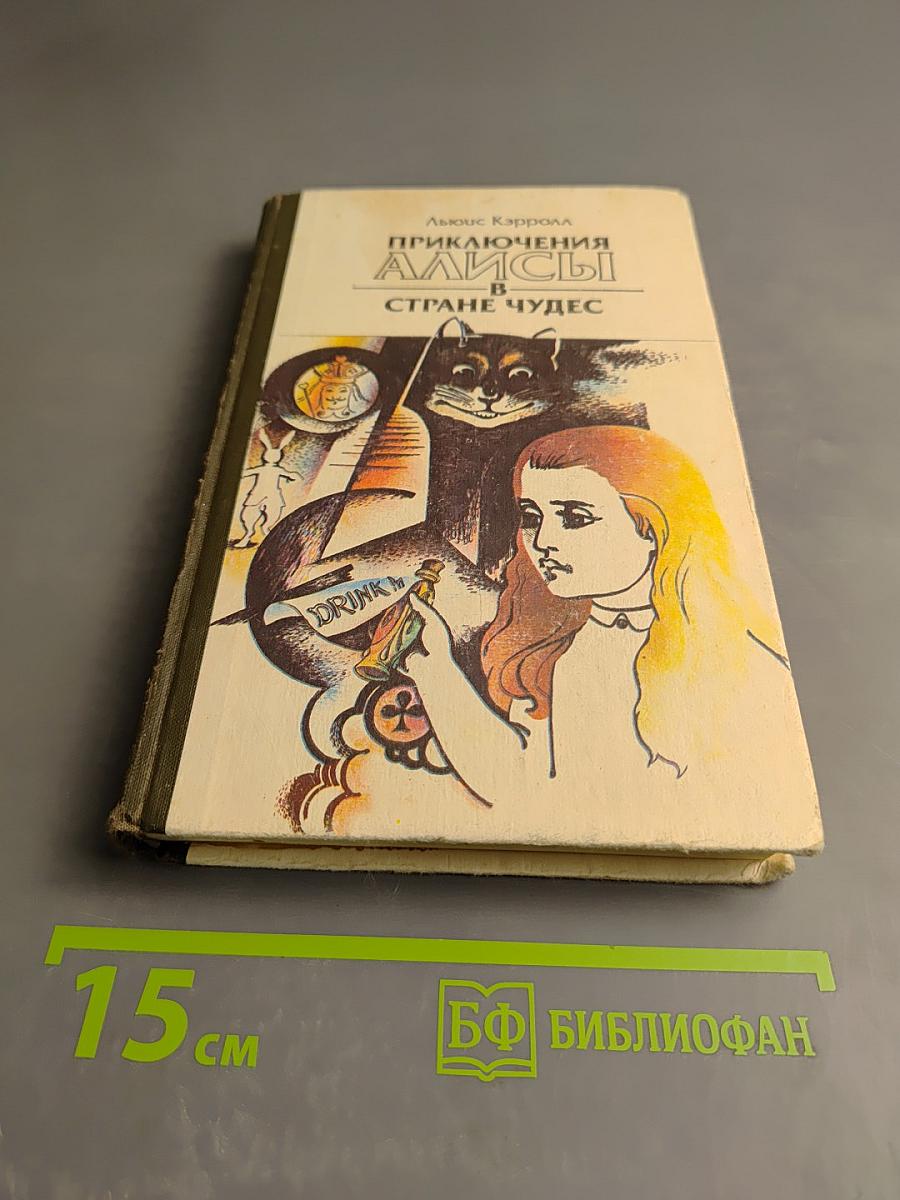 Льюис Кэрролл
ПРИКЛЮЧЕНИЯ
АЛИСЫ
В
СТРАНЕ ЧУДЕС
DRINK
15 см
БФ БИБЛИОФАН